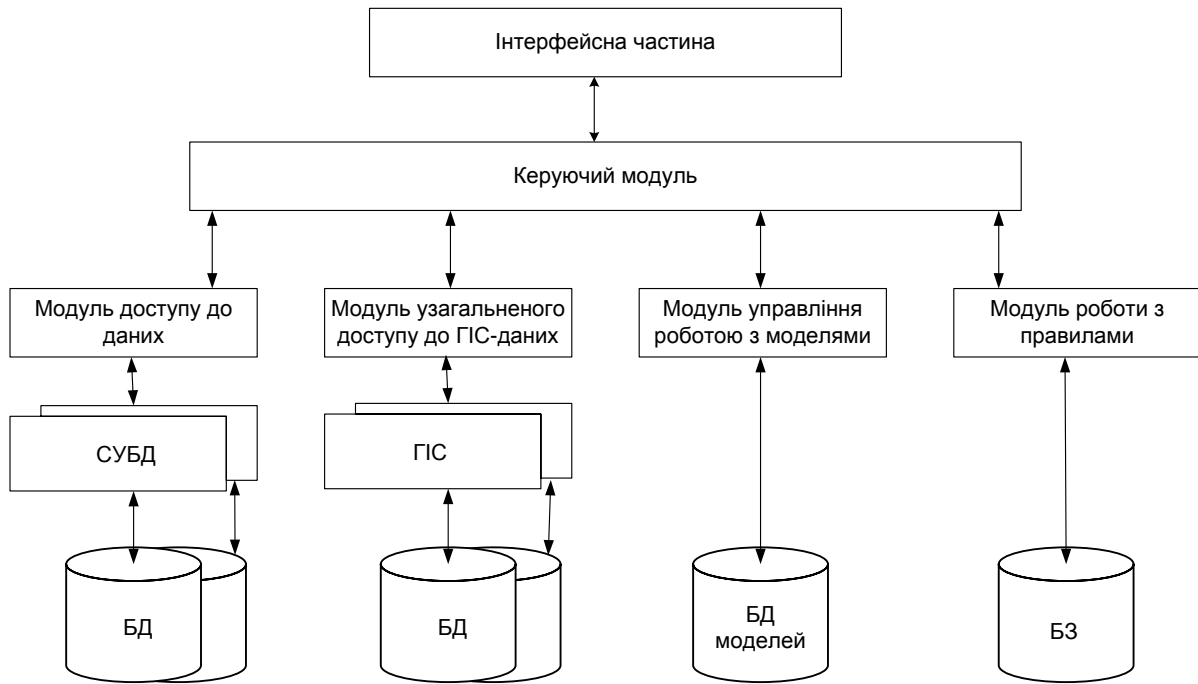 Інтерфейсна частина
Керуючий модуль
Модуль доступу до
даних
Модуль узагальненого
доступу до ГІС-даних
Модуль управління
роботою з моделями
Модуль роботи з
правилами
СУБД
ГІС
БД
БД
БД
моделей
БЗ